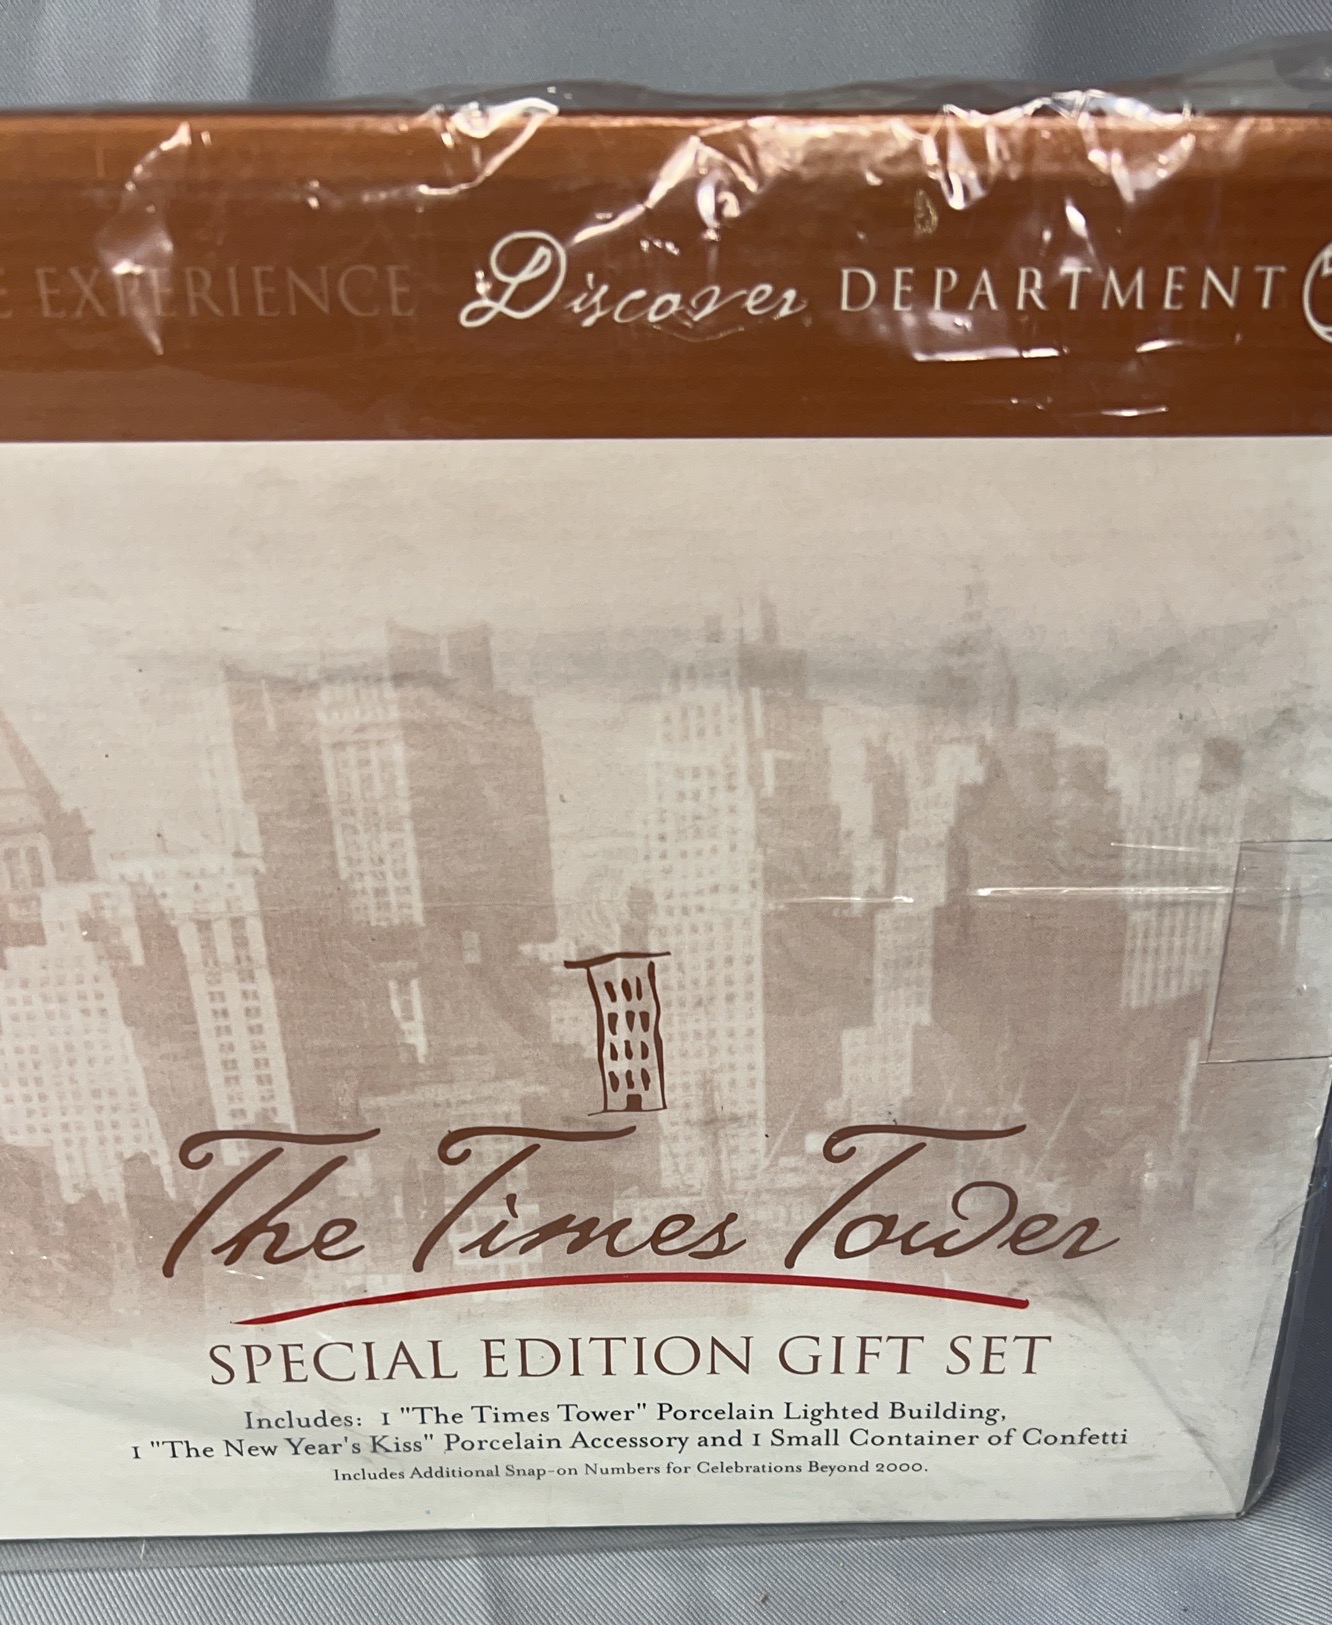 EXPERIENCE Discover DEPARTMENT
The Times Tower
SPECIAL EDITION GIFT SET
Includes: 1 "The Times Tower" Porcelain Lighted Building,
1 "The New Year's Kiss" Porcelain Accessory and 1 Small Container of Confetti
Includes Additional Snap-on Numbers for Celebrations Beyond 2000.